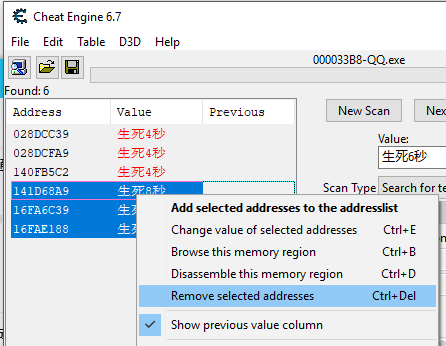 Cheat Engine 6.7
File Edit Table D3D Help
000033B8-QQ.exe
Found: 6
Address Value Previous
028DCC39 生死4秒
028DCFA9 生死4秒
140FB5C2 生死4秒
141D68A9 生死8秒
16FA6C39 生死
16FAE188 生死
New Scan
Value:
生死6秒
Scan Type
Add selected addresses to the addresslist
Change value of selected addresses Ctrl+E
Browse this memory region Ctrl+B
Disassemble this memory region Ctrl+D
Remove selected addresses Ctrl+Del
Show previous value column